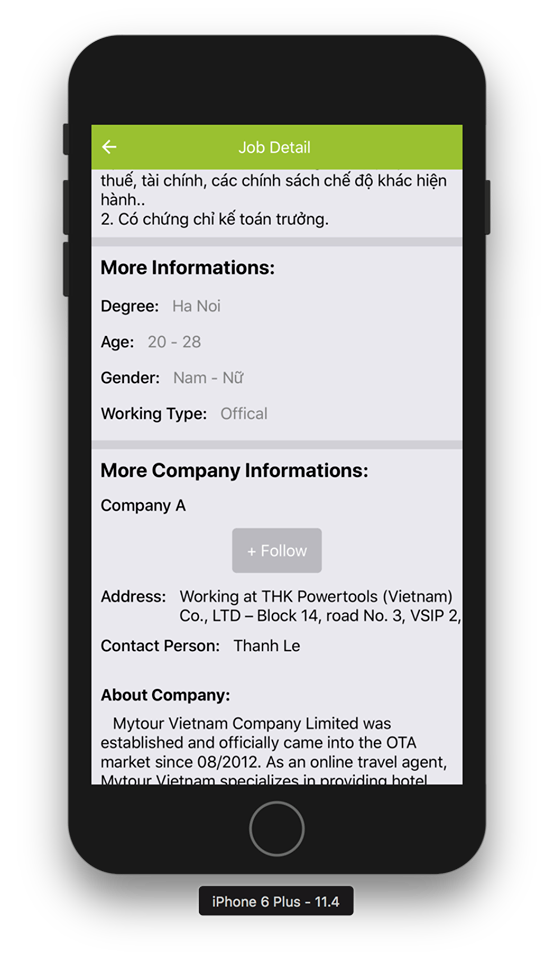 Job Detail
thuế, tài chính, các chính sách chế độ khác hiện
hành..
2. Có chứng chỉ kế toán trưởng.
More Informations:
Degree: Ha Noi
Age: 20 - 28
Gender: Nam - Nữ
Working Type: Offical
More Company Informations:
Company A
+ Follow
Address: Working at THK Powertools (Vietnam)
Co., LTD – Block 14, road No. 3, VSIP 2,
Contact Person: Thanh Le
About Company:
Mytour Vietnam Company Limited was
established and officially came into the OTA
market since 08/2012. As an online travel agent,
Mytour Vietnam specializes in providing hotel
iPhone 6 Plus - 11.4